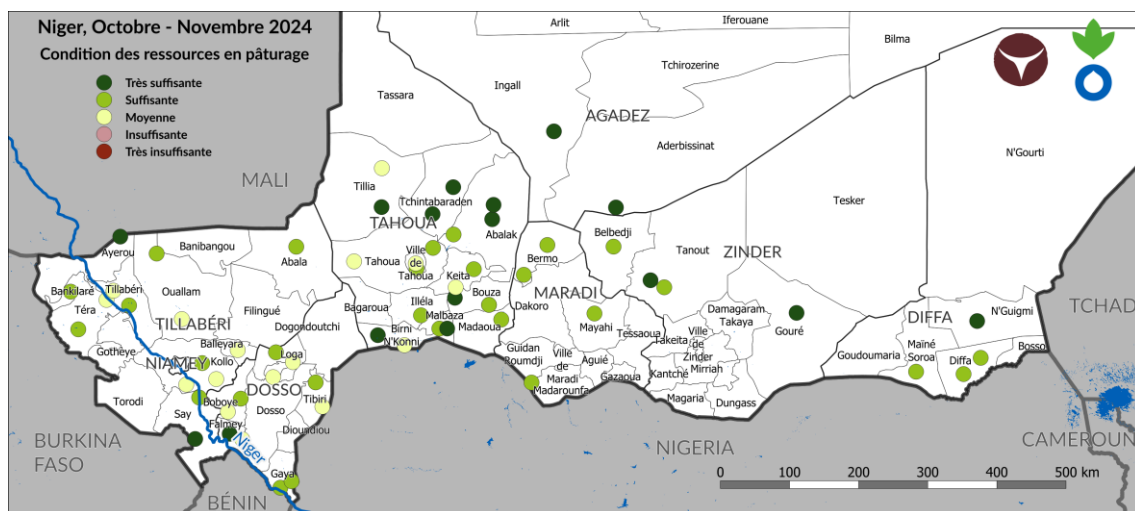 Niger, Octobre - Novembre 2024
Condition des ressources en pâturage
Très suffisante
Suffisante
Moyenne
Insuffisante
Très insuffisante
Arlit
Iferouane
Bilma
Tchirozerine
Ingall
Tassara
AGADEZ
Aderbissinat
N'Gourti
MALI
Tillia
Tchintabaraden
Tesker
TAHOUA
Abalak
Belbedji
Tanout
ZINDER
Ayerou
Banibangou
Abala
Ville
de
Tahoua
Tahoua
Keita
Bermo
Bankilaré
Tillabéri
Ouallam
Filingué
Bagaroua
Illéla
Bouza
Dakoro
MARADI
Téra
TILLABÉRI
Dogondoutchi
Birni
N'Konni
Malbaza
Madaoua
Mayahi
Tessaoua
Damagaram
Takaya
Gouré
DIFFA
N'Guigmi
TCHAD
Gothèye
Balleyara
NIAMEY
Kollo
Loga
Guidan
Roumdji
Ville
de
Maradi
Madarounfa
Aguié
Gazaoua
Takeita
Ville
de
Zinder
Mirriah
Kantché
Magaria
Dungass
Goudoumaria
Maïné
Soroa
Diffa
Bosso
Torodi
Say
Boboye
DOSSO
Dosso
Tibiri
Falmey
Dioundiou
Niger
Gaya
BURKINA
FASO
BÉNIN
NIGERIA
CAMEROUN
0 100 200 300 400 500 km